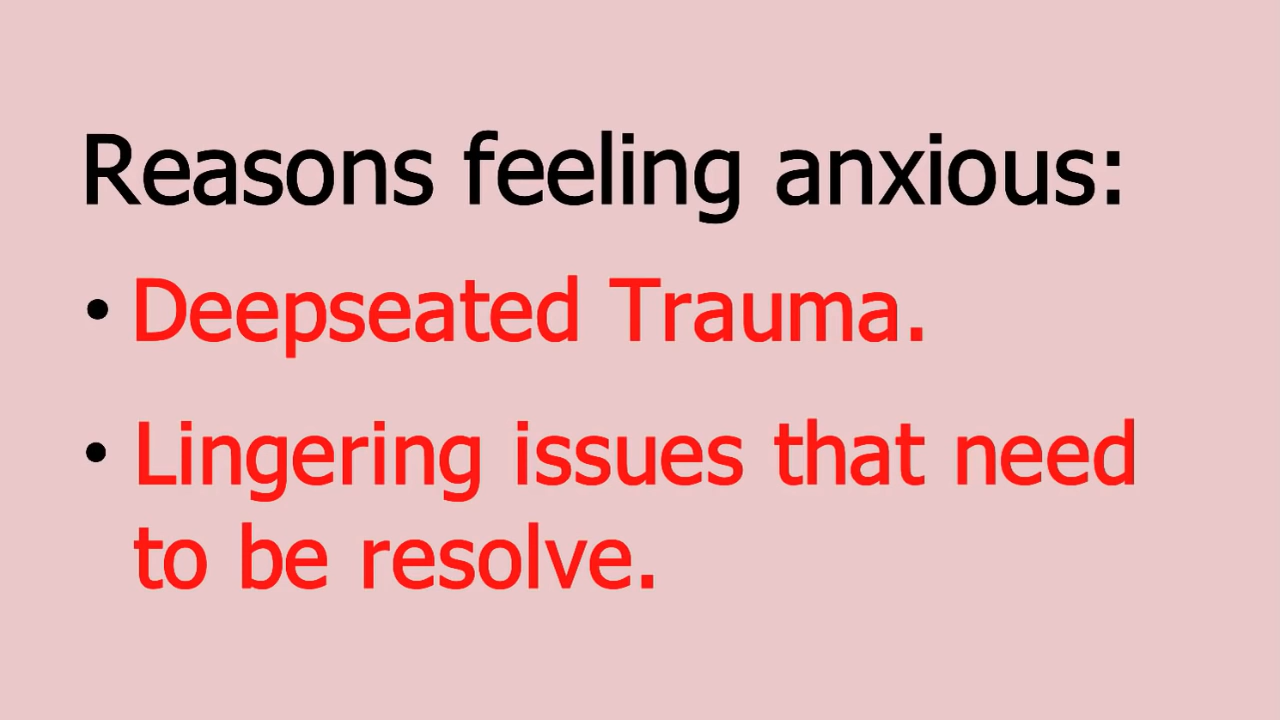 Reasons feeling anxious:
• Deepseated Trauma.
• Lingering issues that need
to be resolve.